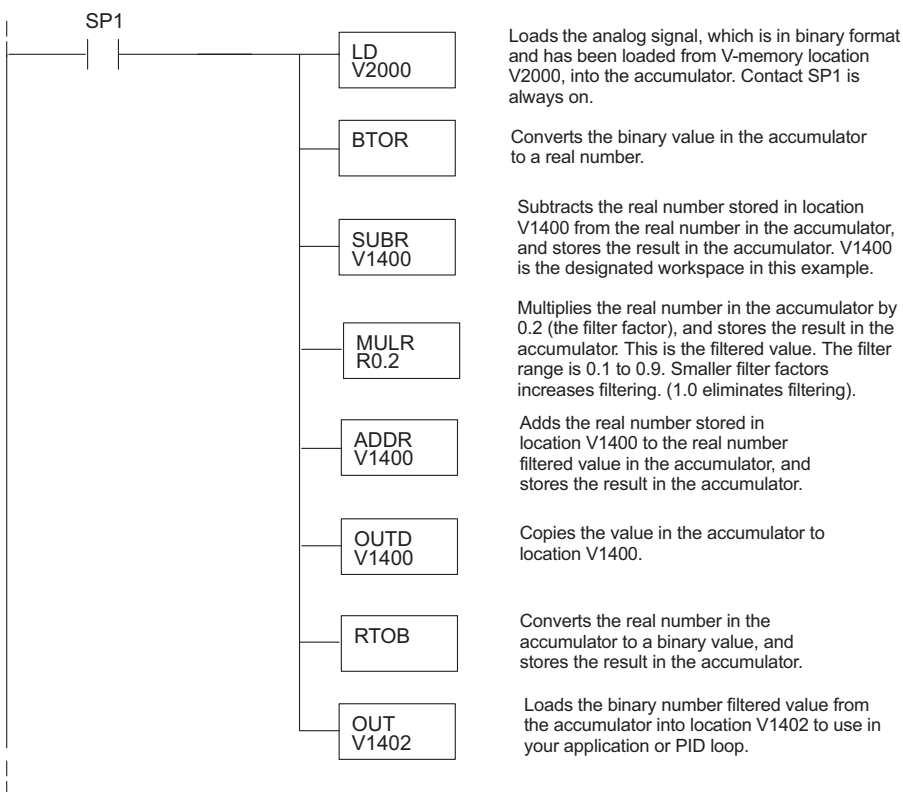 SP1
LD
V2000
Loads the analog signal, which is in binary format
and has been loaded from V-memory location
V2000, into the accumulator. Contact SP1 is
always on.
BTOR
Converts the binary value in the accumulator
to a real number.
SUBR
V1400
Subtracts the real number stored in location
V1400 from the real number in the accumulator,
and stores the result in the accumulator. V1400
is the designated workspace in this example.
MULR
R0.2
Multiplies the real number in the accumulator by
0.2 (the filter factor), and stores the result in the
accumulator. This is the filtered value. The filter
range is 0.1 to 0.9. Smaller filter factors
increases filtering. (1.0 eliminates filtering).
ADDR
V1400
Adds the real number stored in
location V1400 to the real number
filtered value in the accumulator, and
stores the result in the accumulator.
OUTD
V1400
Copies the value in the accumulator to
location V1400.
RTOB
Converts the real number in the
accumulator to a binary value, and
stores the result in the accumulator.
OUT
V1402
Loads the binary number filtered value from
the accumulator into location V1402 to use in
your application or PID loop.